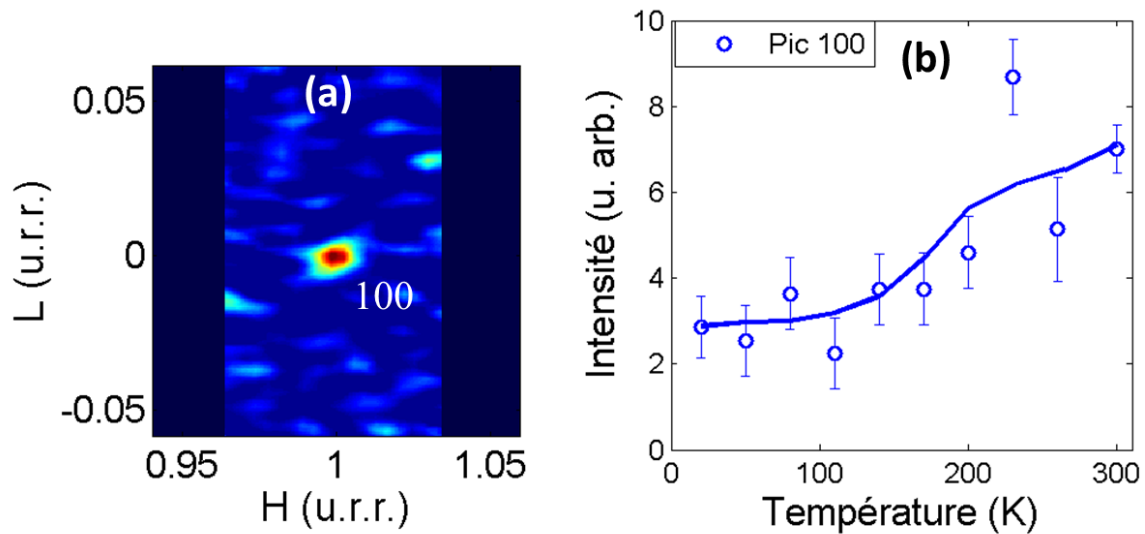 (a)
0.05
0
-0.05
L (u.r.r.)
100
0.95
1
1.05
H (u.r.r.)
Pic 100
(b)
10
8
6
4
2
0
Intensité (u. arb.)
0
100
200
300
Température (K)